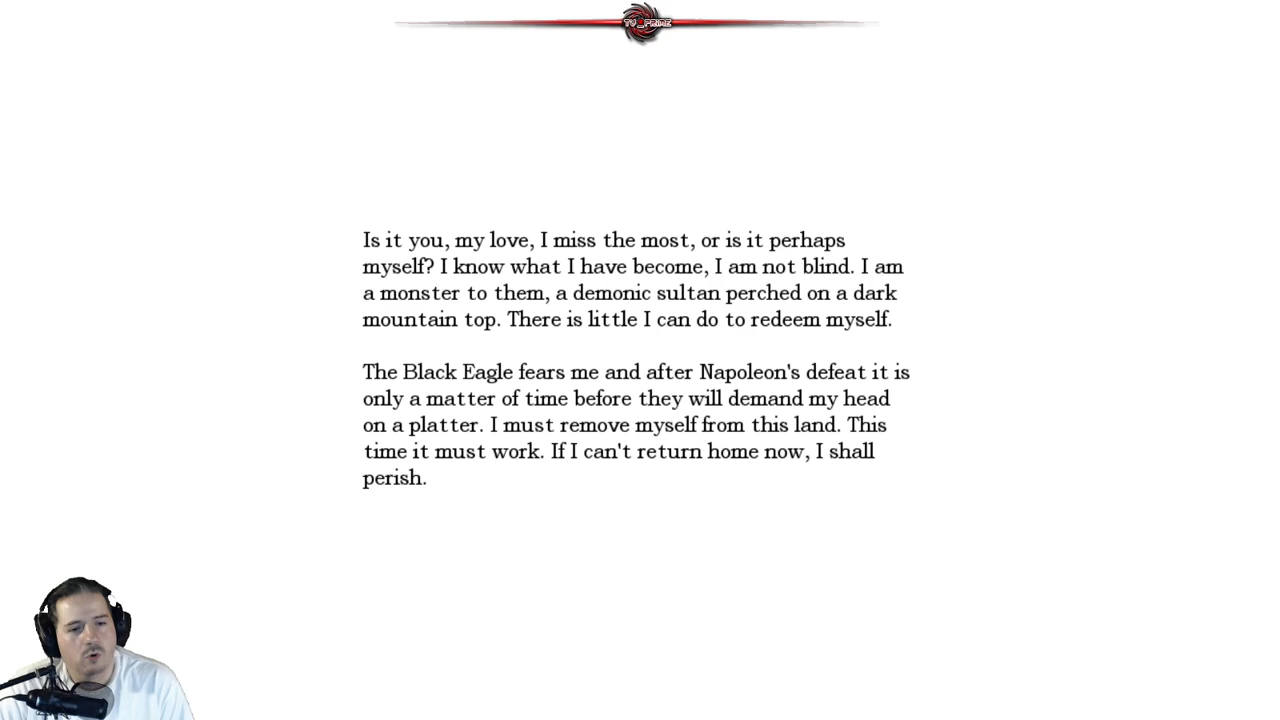 TV_PRIME
Is it you, my love, I miss the most, or is it perhaps
myself? I know what I have become, I am not blind. I am
a monster to them, a demonic sultan perched on a dark
mountain top. There is little I can do to redeem myself.
The Black Eagle fears me and after Napoleon's defeat it is
only a matter of time before they will demand my head
on a platter. I must remove myself from this land. This
time it must work. If I can't return home now, I shall
perish.